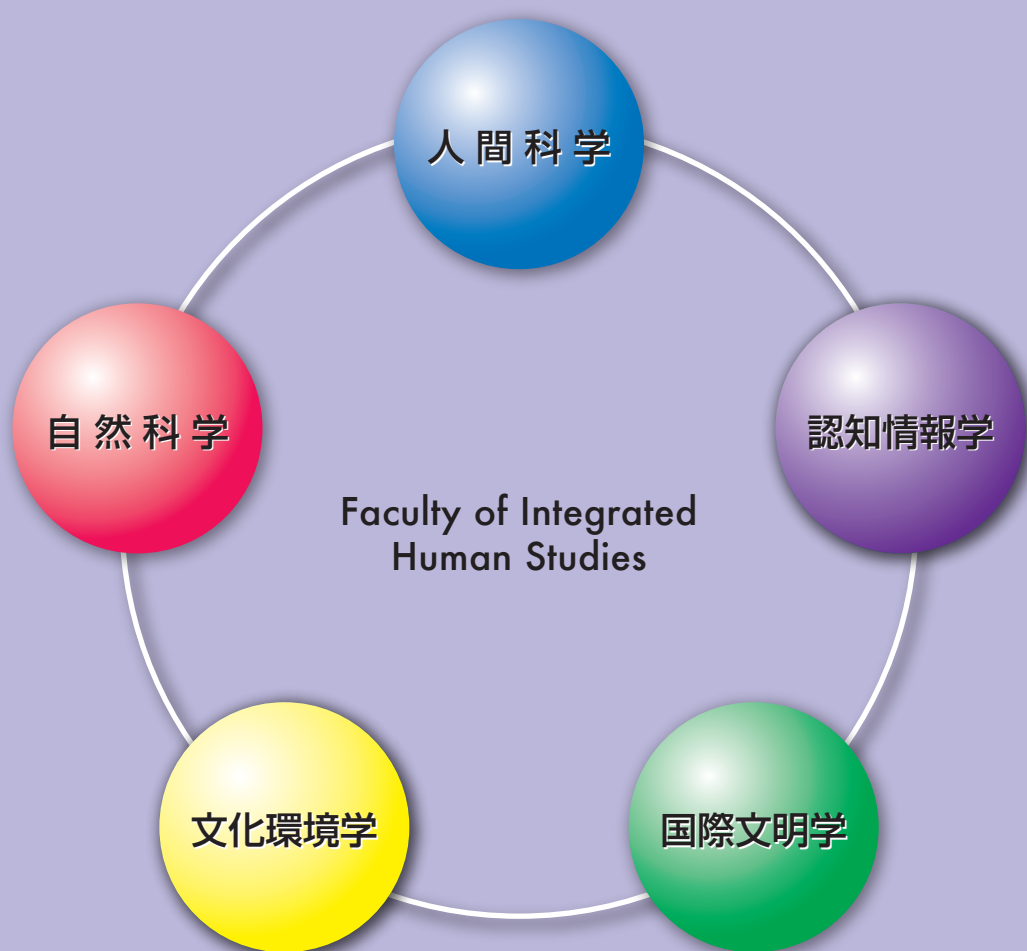 人間科学
自然科学
認知情報学
Faculty of Integrated
Human Studies
文化環境学
国際文明学